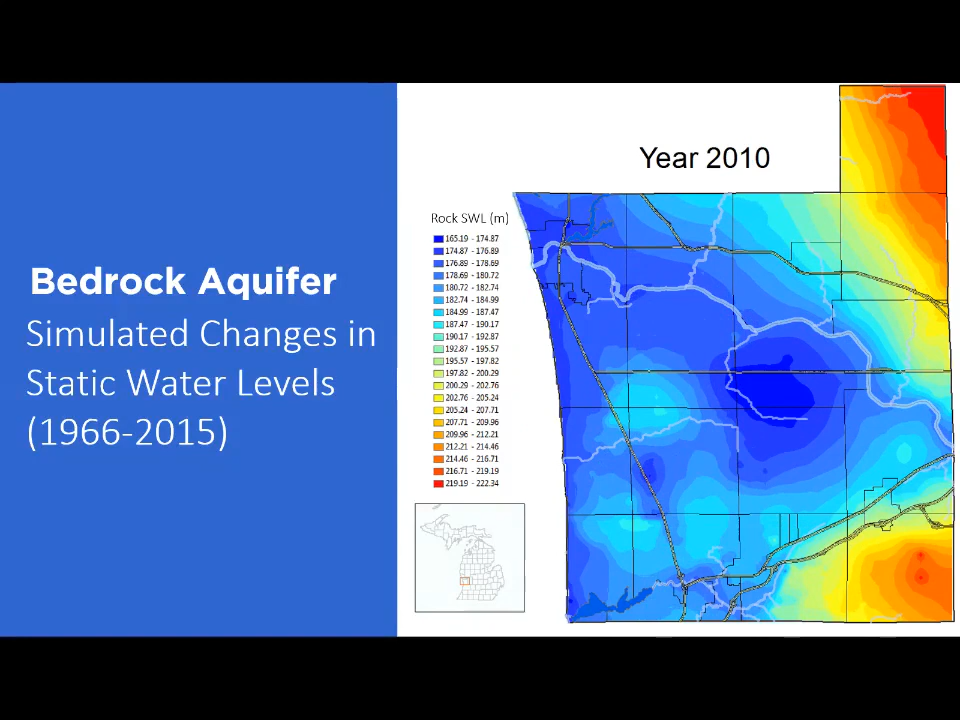 Bedrock Aquifer
Simulated Changes in
Static Water Levels
(1966-2015)
Year 2010
Rock SWL (m)
165.19 - 174.87
174.87 - 176.89
176.89 - 178.69
178.69 - 180.72
180.72 - 182.74
182.74 - 184.99
184.99 - 187.47
187.47 - 190.17
190.17 - 192.87
192.87 - 195.57
195.57 - 197.82
197.82 - 200.29
200.29 - 202.76
202.76 - 205.24
205.24 - 207.71
207.71 - 209.96
209.96 - 212.21
212.21 - 214.46
214.46 - 216.71
216.71 - 219.19
219.19 - 222.34